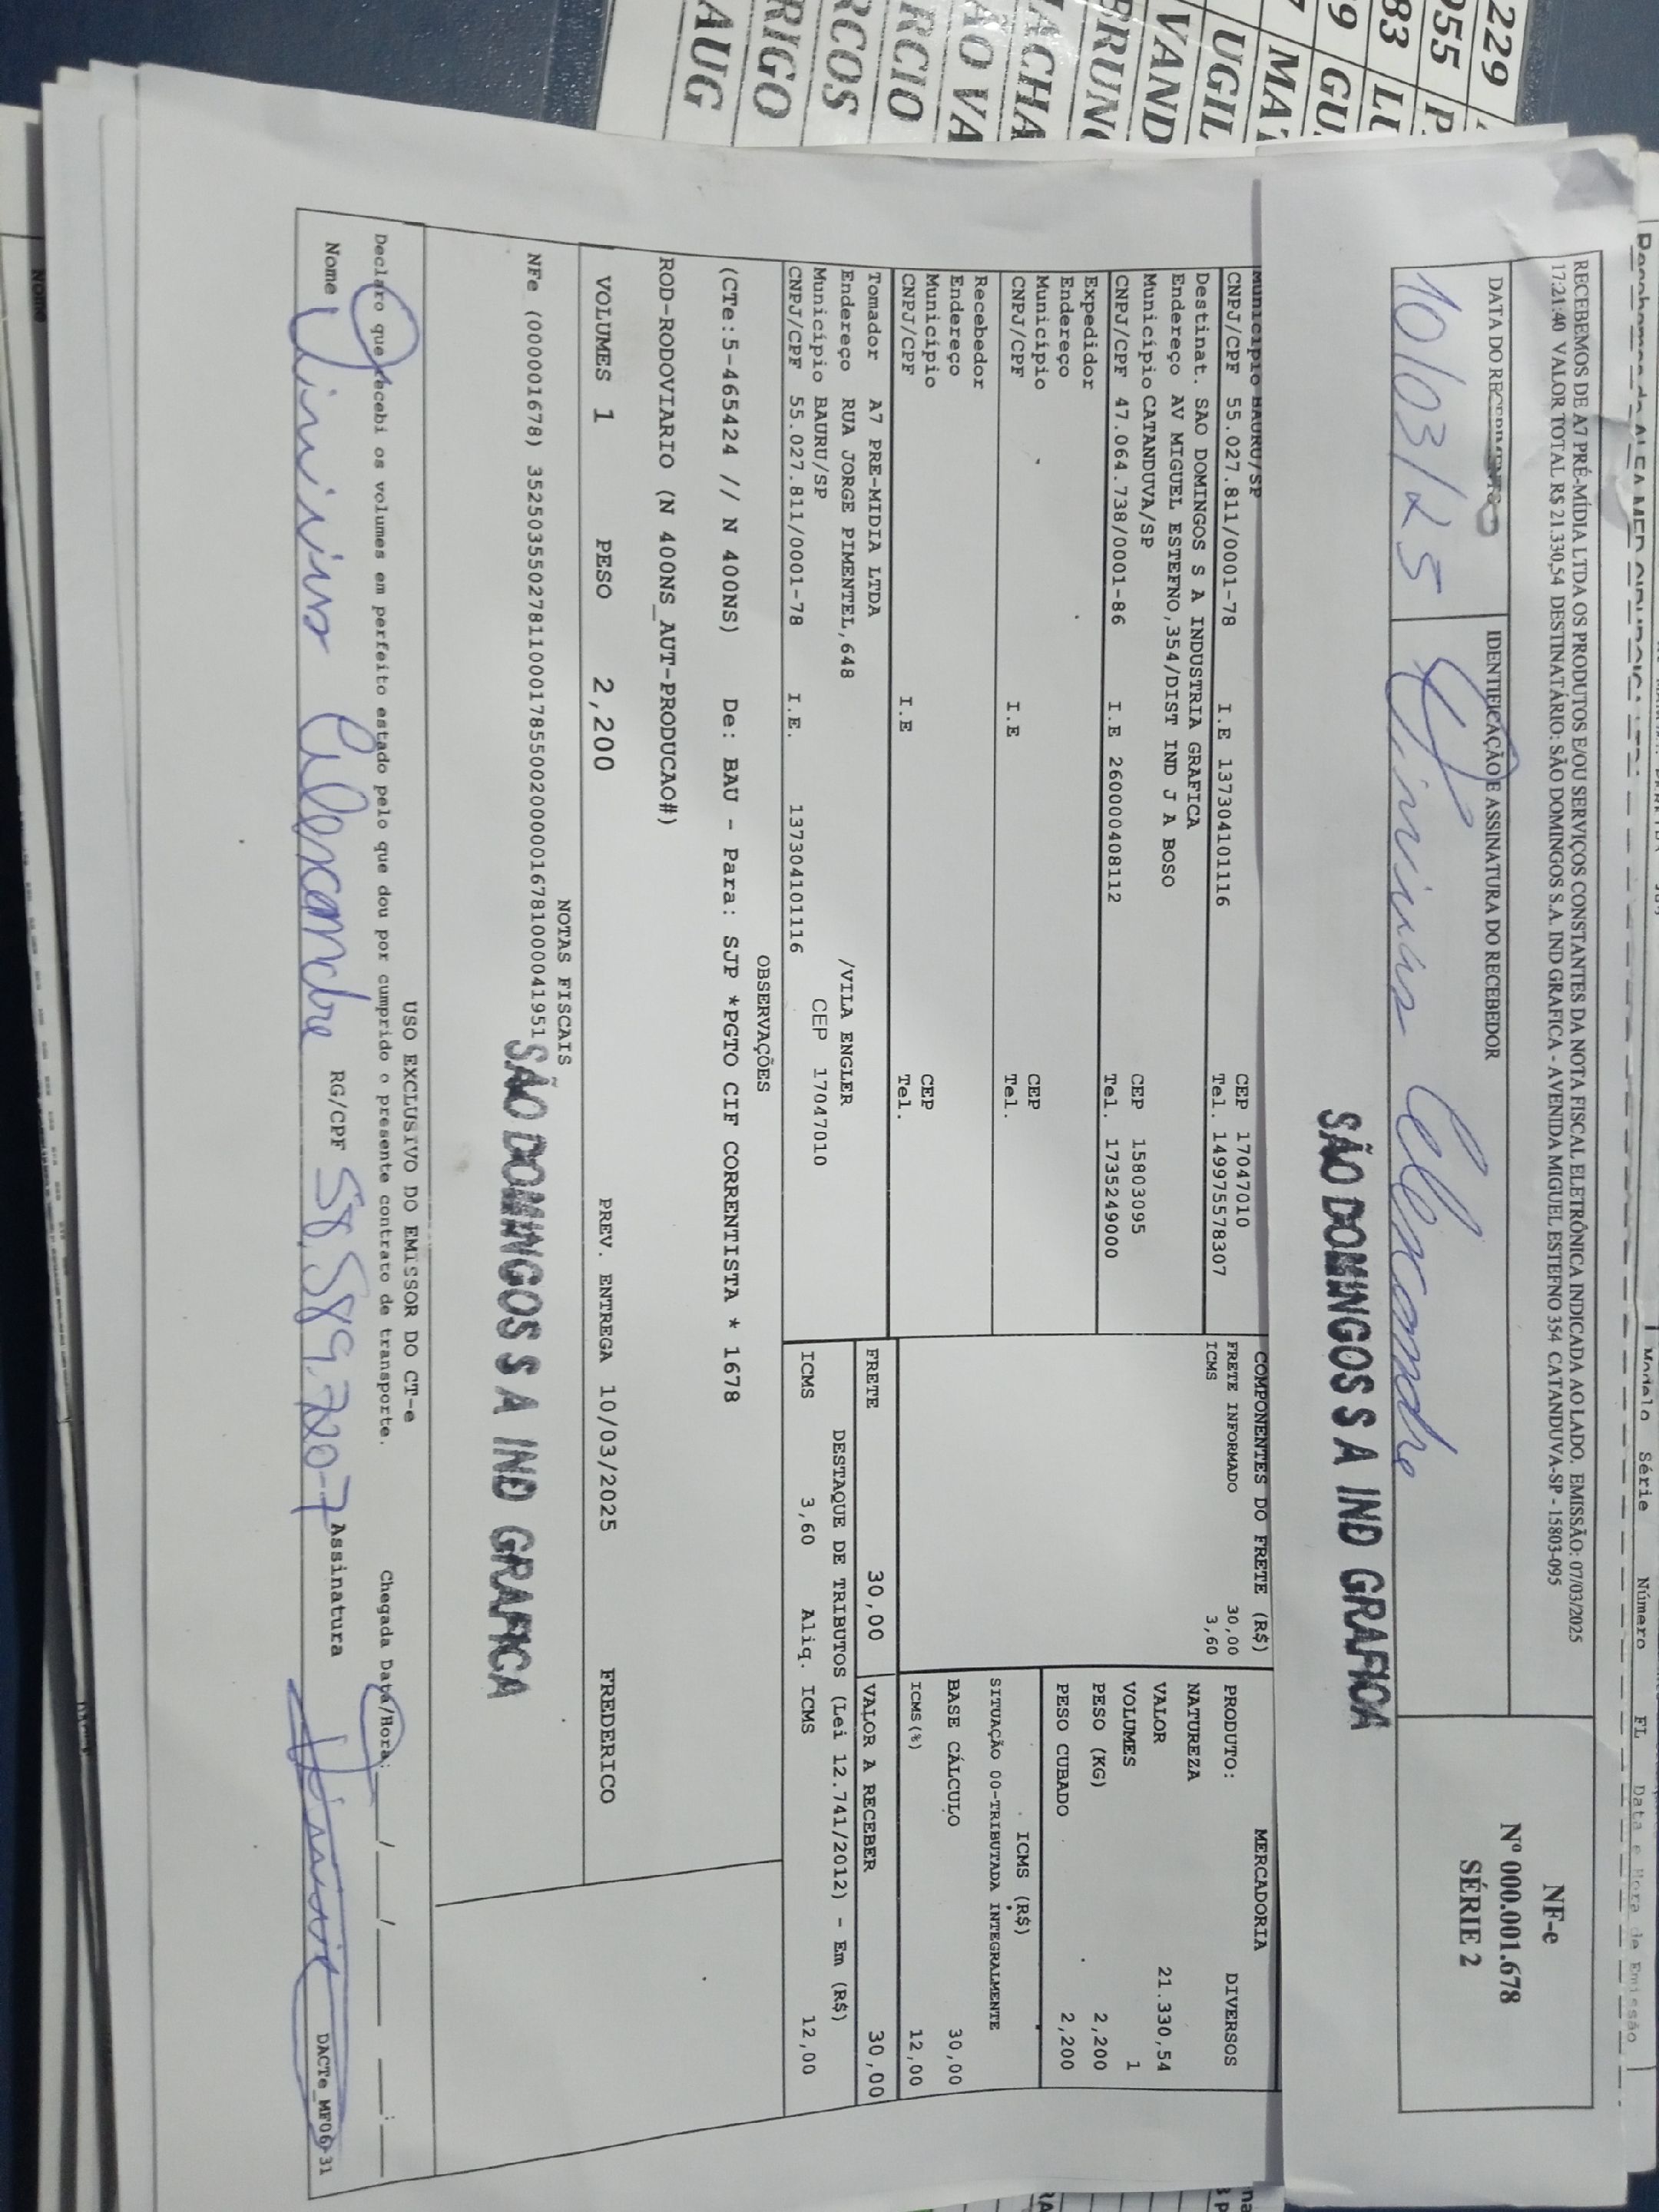 RECEBEMOS DE A7 PRÉ-MÍDIA LTDA OS PRODUTOS E/OU SERVIÇOS CONSTANTES DA NOTA FISCAL ELETRÔNICA INDICADA AO LADO. EMISSÃO: 07/03/2025
17:21:40 VALOR TOTAL R$ 21.330,54 DESTINATÁRIO: SÃO DOMINGOS S.A. IND GRAFICA - AVENIDA MIGUEL ESTEFNO 354 CATANDUVA-SP - 15803-095
NF-e
Nº 000.001.678
SÉRIE 2
DATA DO RECEBIMENTO
IDENTIFICAÇÃO E ASSINATURA DO RECEBEDOR
10/03/25 Vinicius Alexandre
SÃO DOMINGOS S A IND GRAFICA
Município BAURU/SP CEP 17047010
CNPJ/CPF 55.027.811/0001-78 I.E 137304101116 Tel. 149975578307
Destinat. SAO DOMINGOS S A INDUSTRIA GRAFICA
Endereço AV MIGUEL ESTEFNO,354/DIST IND J A BOSO
Município CATANDUVA/SP CEP 15803095
CNPJ/CPF 47.064.738/0001-86 I.E 260000408112 Tel. 1735249000
Expedidor
Endereço
Município CEP
CNPJ/CPF I.E Tel.
Recebedor
Endereço
Município CEP
CNPJ/CPF I.E Tel.
Tomador A7 PRE-MIDIA LTDA
Endereço RUA JORGE PIMENTEL,648 /VILA ENGLER
Município BAURU/SP CEP 17047010
CNPJ/CPF 55.027.811/0001-78 I.E. 137304101116
COMPONENTES DO FRETE (R$)
FRETE INFORMADO 30,00
ICMS 3,60
MERCADORIA
PRODUTO: DIVERSOS
NATUREZA
VALOR 21.330,54
VOLUMES 1
PESO (KG) 2,200
PESO CUBADO 2,200
ICMS (R$)
SITUAÇÃO 00-TRIBUTADA INTEGRALMENTE
BASE CÁLCULO 30,00
ICMS(%) 12,00
FRETE 30,00 VALOR A RECEBER 30,00
DESTAQUE DE TRIBUTOS (Lei 12.741/2012) - Em (R$)
ICMS 3,60 Aliq. ICMS 12,00
OBSERVAÇÕES
(CTe:5-465424 // N 400NS) De: BAU - Para: SJP *PGTO CIF CORRENTISTA * 1678
ROD-RODOVIARIO (N 400NS_AUT-PRODUCAO#)
VOLUMES 1 PESO 2,200 PREV. ENTREGA 10/03/2025 FREDERICO
NOTAS FISCAIS
NFe (000001678) 35250355027811000178550020000016781000041951
SÃO DOMINGOS S A IND GRAFICA
USO EXCLUSIVO DO EMISSOR DO CT-e
Declaro que recebi os volumes em perfeito estado pelo que dou por cumprido o presente contrato de transporte. Chegada Data/Hora: __/__/____ __:__
Nome Vinicius Alexandre RG/CPF 58.589.720-7 Assinatura
DACTe_MF06-31